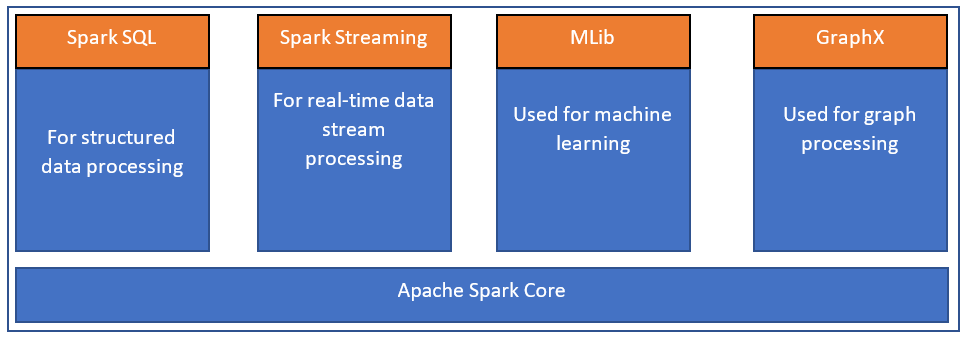 Spark SQL
For structured
data processing
Spark Streaming
For real-time data
stream
processing
MLib
Used for machine
learning
GraphX
Used for graph
processing
Apache Spark Core